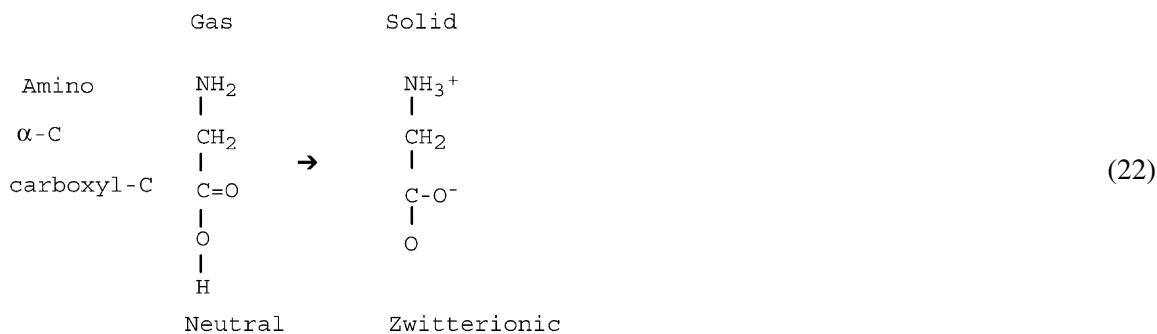 Gas Solid
Amino NH₂ NH₃⁺
α-C CH₂ ➔ CH₂
carboxyl-C C=O C-O⁻
(22)
O O
H
Neutral Zwitterionic